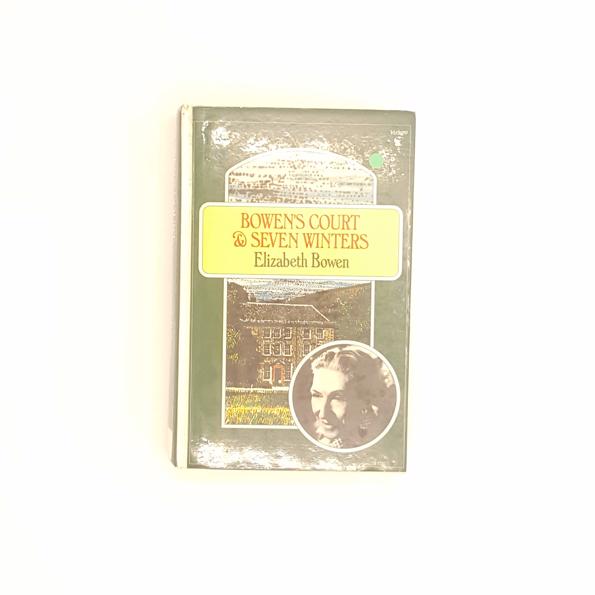 BOWEN'S COURT
& SEVEN WINTERS
Elizabeth Bowen